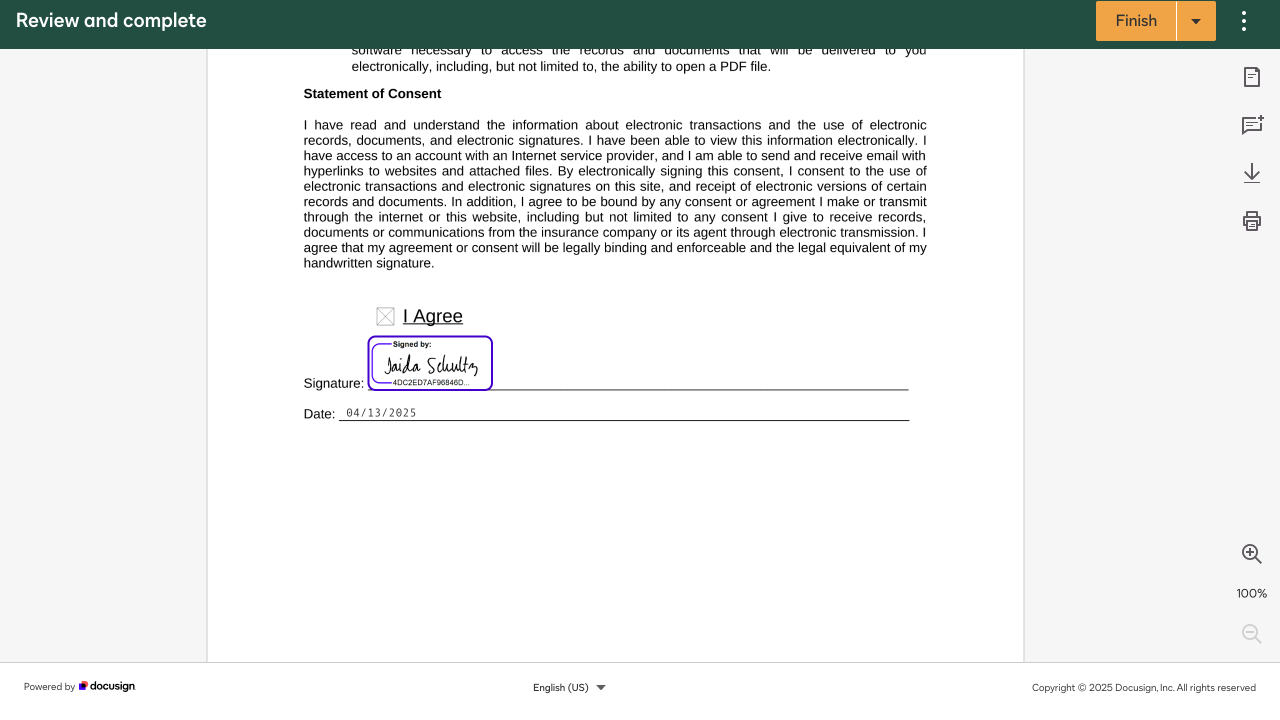 Review and complete
Finish
software necessary to access the records and documents that will be delivered to you
electronically, including, but not limited to, the ability to open a PDF file.
Statement of Consent
I have read and understand the information about electronic transactions and the use of electronic
records, documents, and electronic signatures. I have been able to view this information electronically. I
have access to an account with an Internet service provider, and I am able to send and receive email with
hyperlinks to websites and attached files. By electronically signing this consent, I consent to the use of
electronic transactions and electronic signatures on this site, and receipt of electronic versions of certain
records and documents. In addition, I agree to be bound by any consent or agreement I make or transmit
through the internet or this website, including but not limited to any consent I give to receive records,
documents or communications from the insurance company or its agent through electronic transmission. I
agree that my agreement or consent will be legally binding and enforceable and the legal equivalent of my
handwritten signature.
I Agree
Signed by:
Jaida Schultz
4DC2ED7AF96846D...
Signature:
Date: 04/13/2025
100%
Powered by docusign
English (US)
Copyright © 2025 Docusign, Inc. All rights reserved